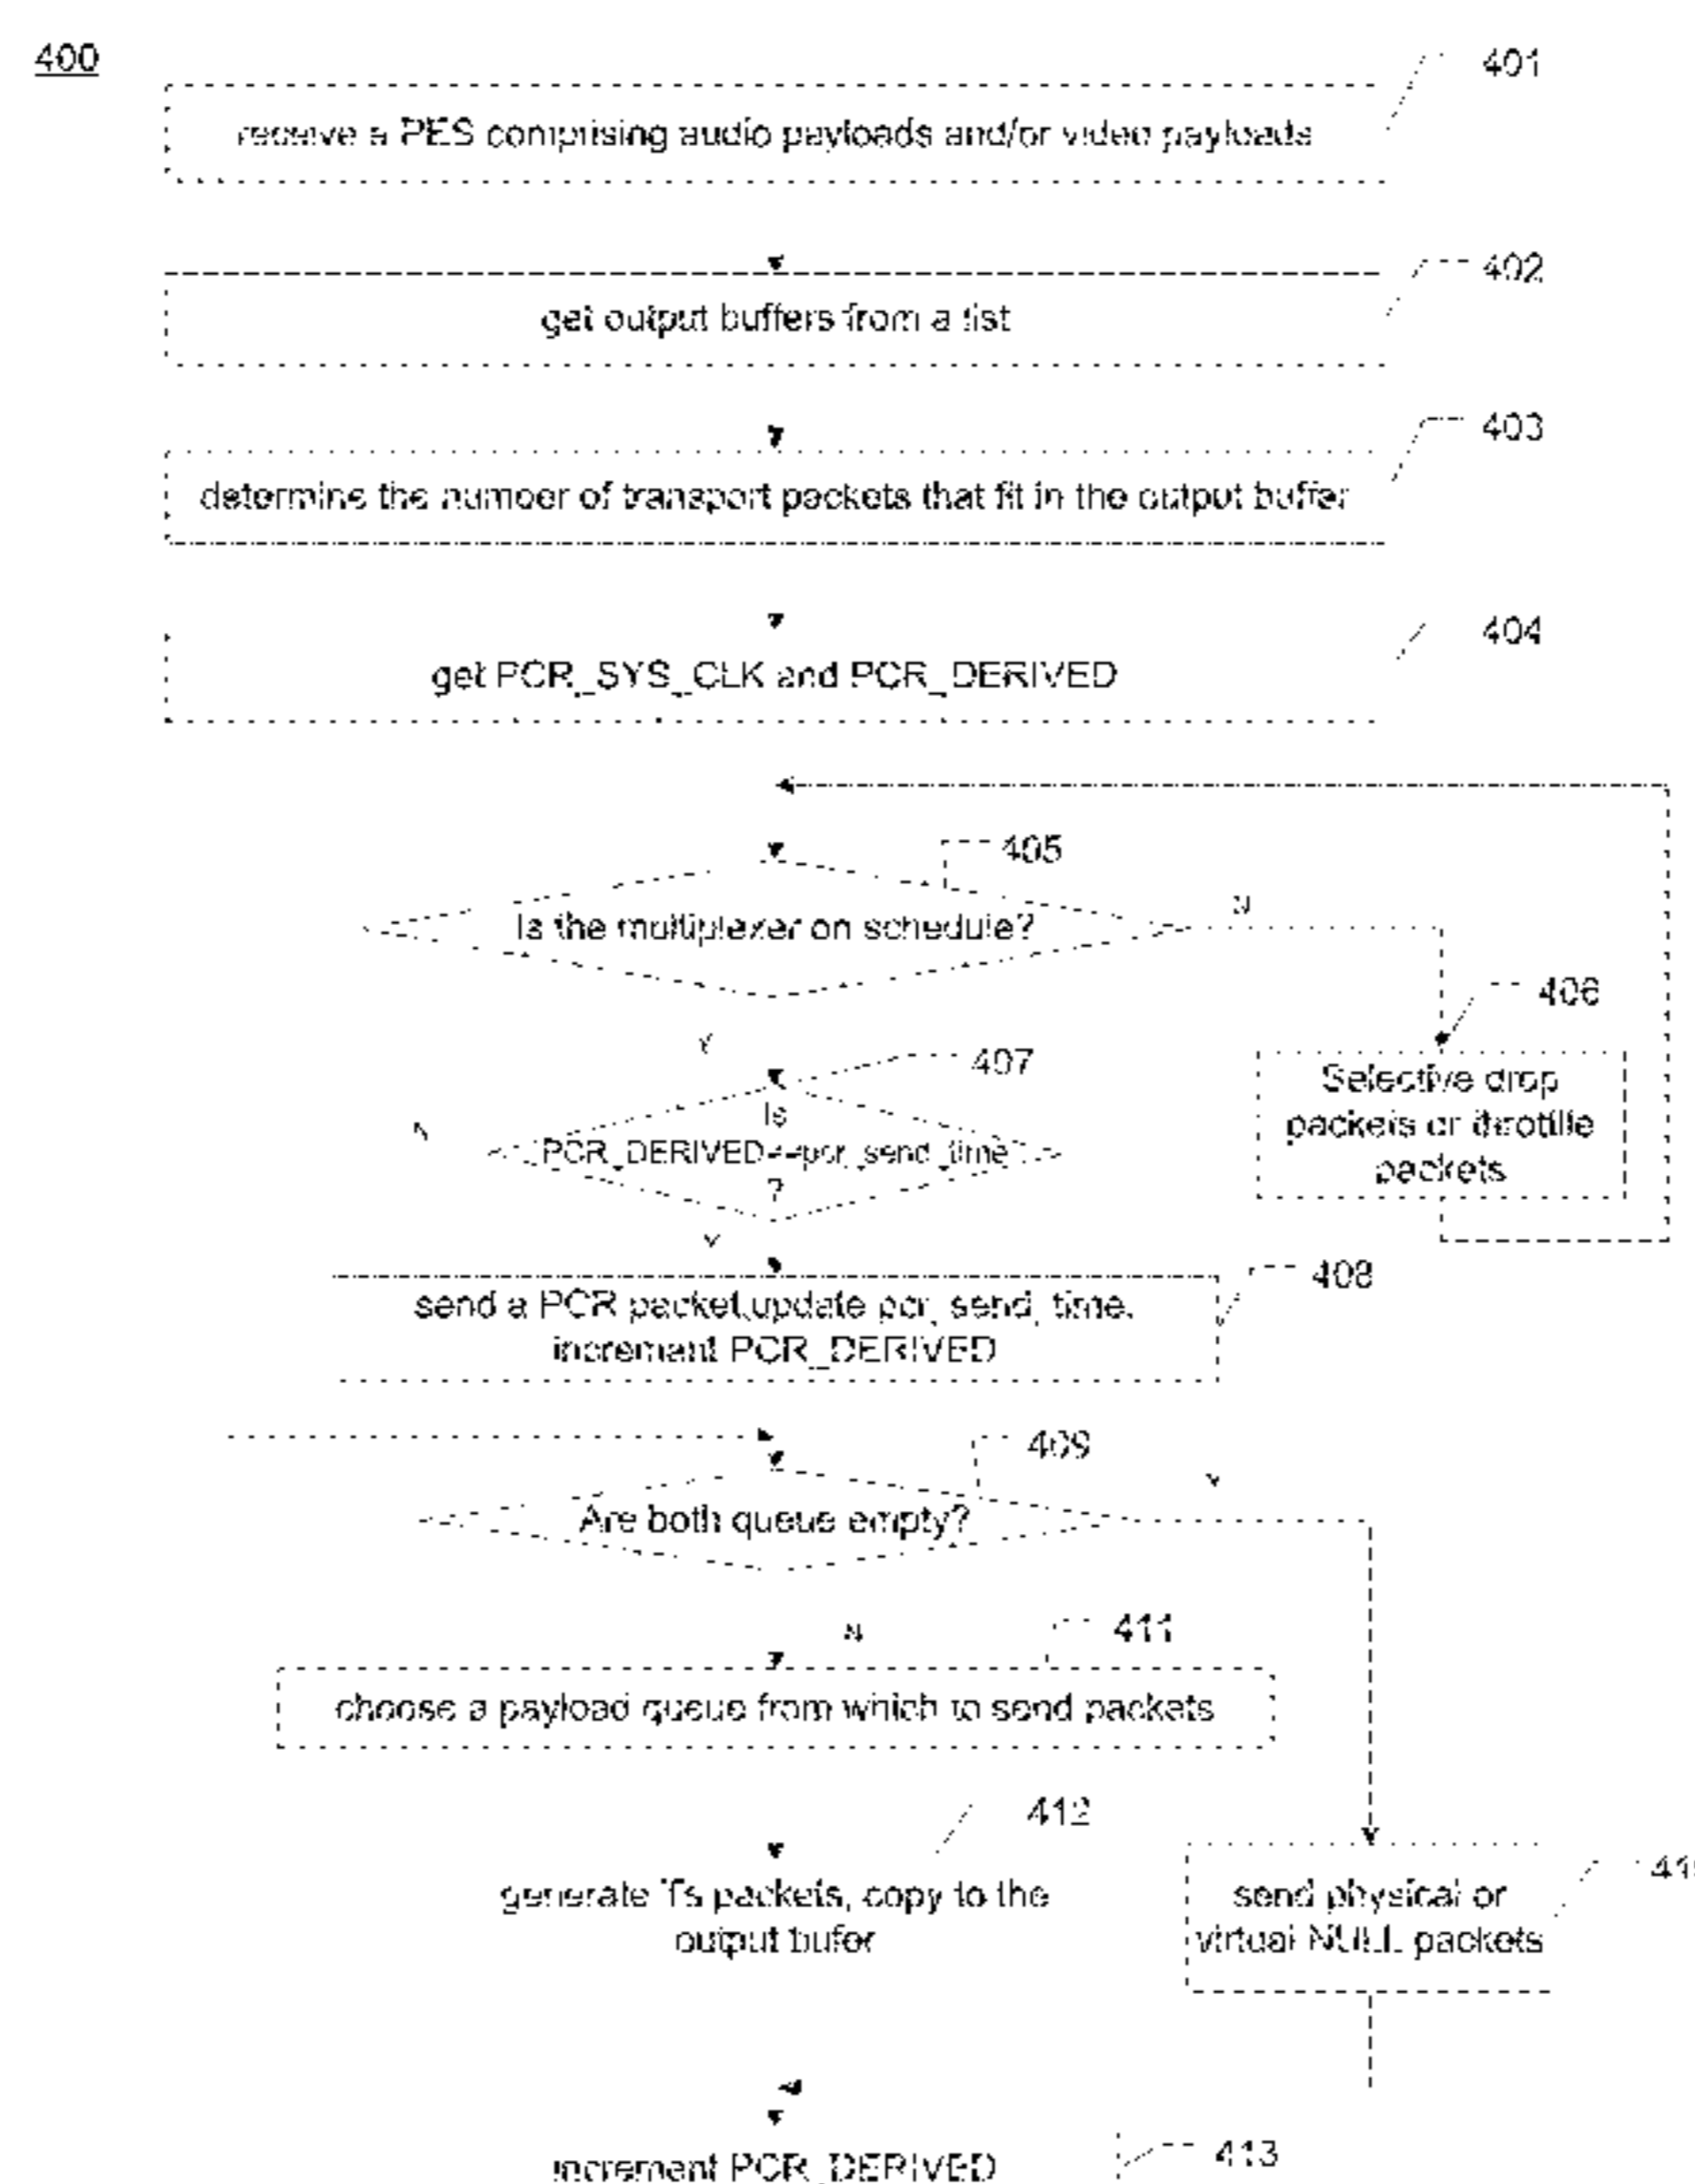 400
401
receive a PES comprising audio payloads and/or video payloads
402
get output buffers from a list
403
determine the number of transport packets that fit in the output buffer
404
get PCR_SYS_CLK and PCR_DERIVED
405
Is the multiplexer on schedule?
N
406
Selective drop
packets or throttle
packets
Y
407
Is
PCR_DERIVED==pcr_send_time
?
N
Y
408
send a PCR packet,update pcr_send_time,
increment PCR_DERIVED
409
Are both queue empty?
Y
N
411
choose a payload queue from which to send packets
412
generate Ts packets, copy to the
output bufer
send physical or
virtual NULL packets
413
increment PCR_DERIVED